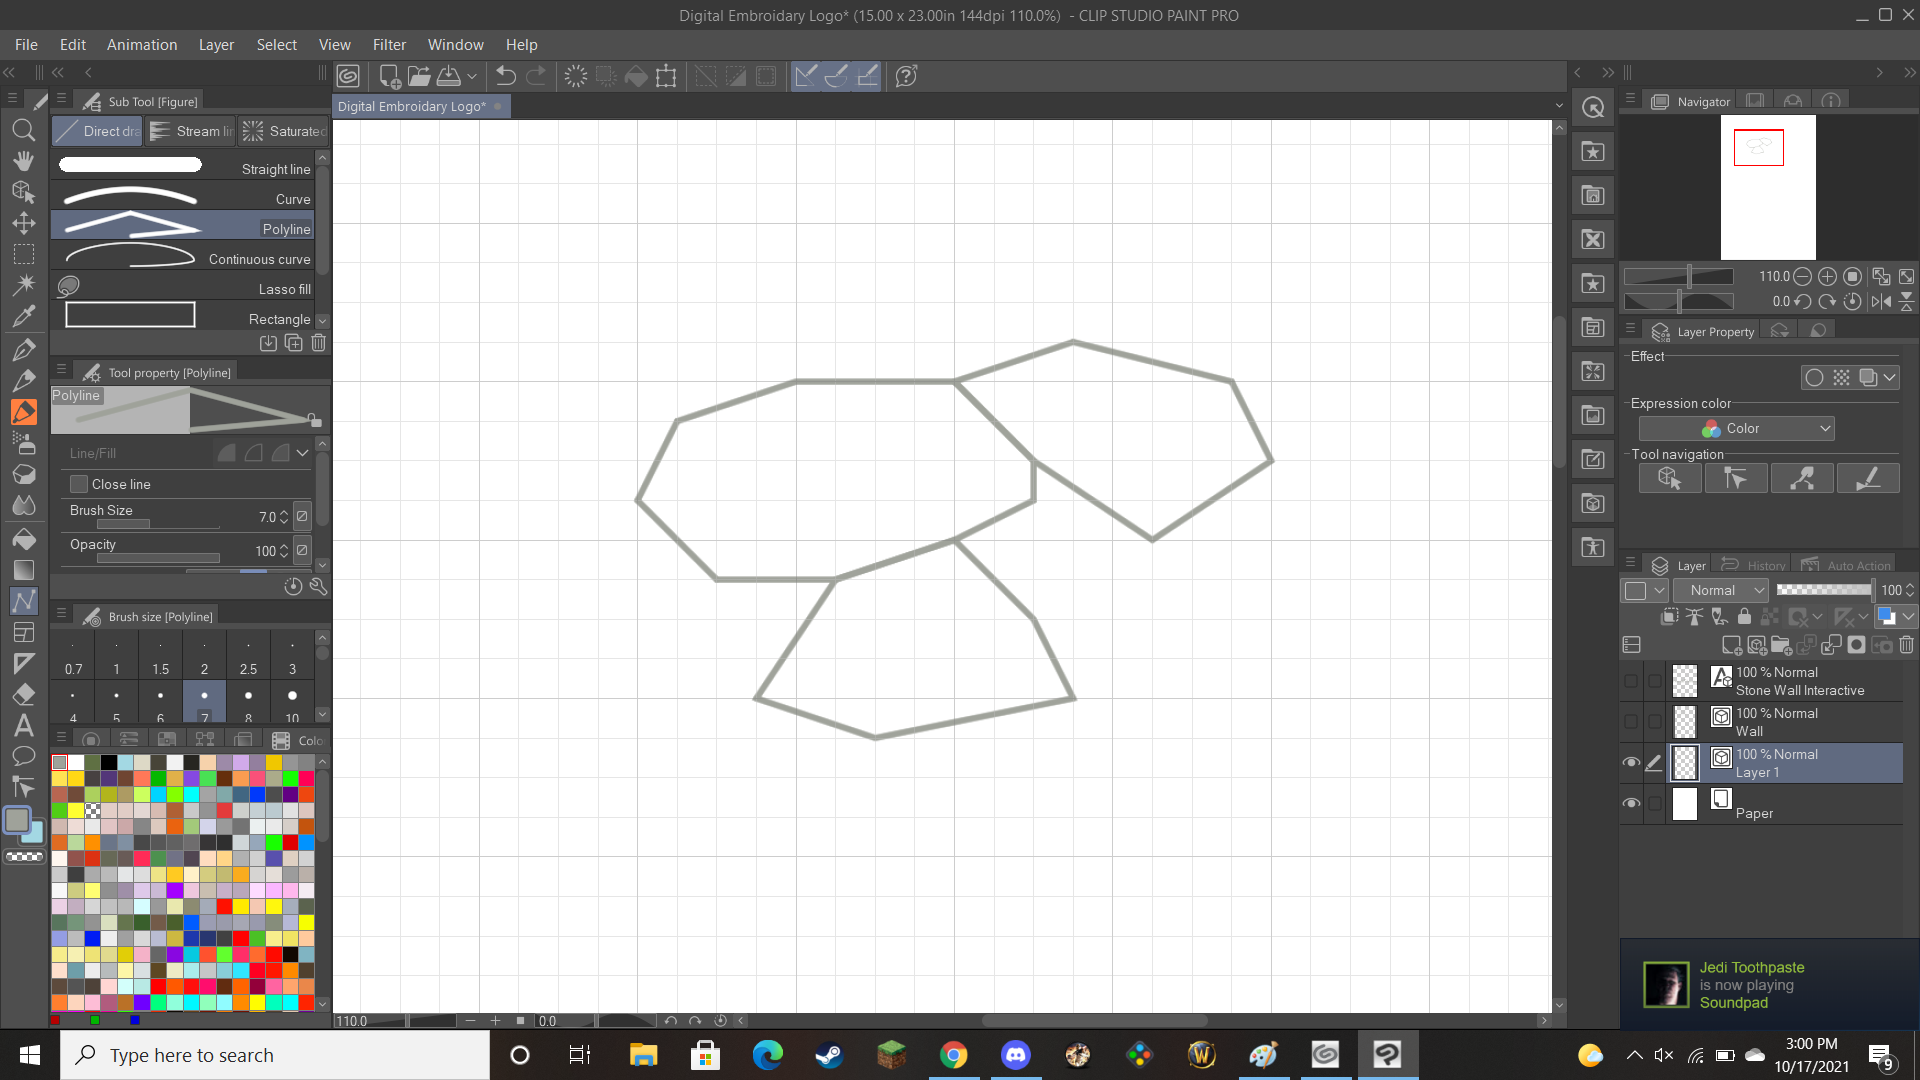 Digital Embroidary Logo* (15.00 x 23.00in 144dpi 110.0%) - CLIP STUDIO PAINT PRO
File Edit Animation Layer Select View Filter Window Help
Sub Tool [Figure]
Digital Embroidary Logo*
Navigator
Direct dra
Stream lin
Saturated
Straight line
Curve
Polyline
Continuous curve
Lasso fill
Rectangle
110.0
0.0
Layer Property
Effect
Expression color
Color
Tool navigation
Tool property [Polyline]
Polyline
Line/Fill
Close line
Brush Size
7.0
Opacity
100
Brush size [Polyline]
0.7 1 1.5 2 2.5 3
4 5 6 7 8 10
Colo
Layer History Auto Action
Normal 100
100 % Normal
Stone Wall Interactive
100 % Normal
Wall
100 % Normal
Layer 1
Paper
Jedi Toothpaste
is now playing
Soundpad
110.0 0.0
Type here to search
3:00 PM
10/17/2021
9